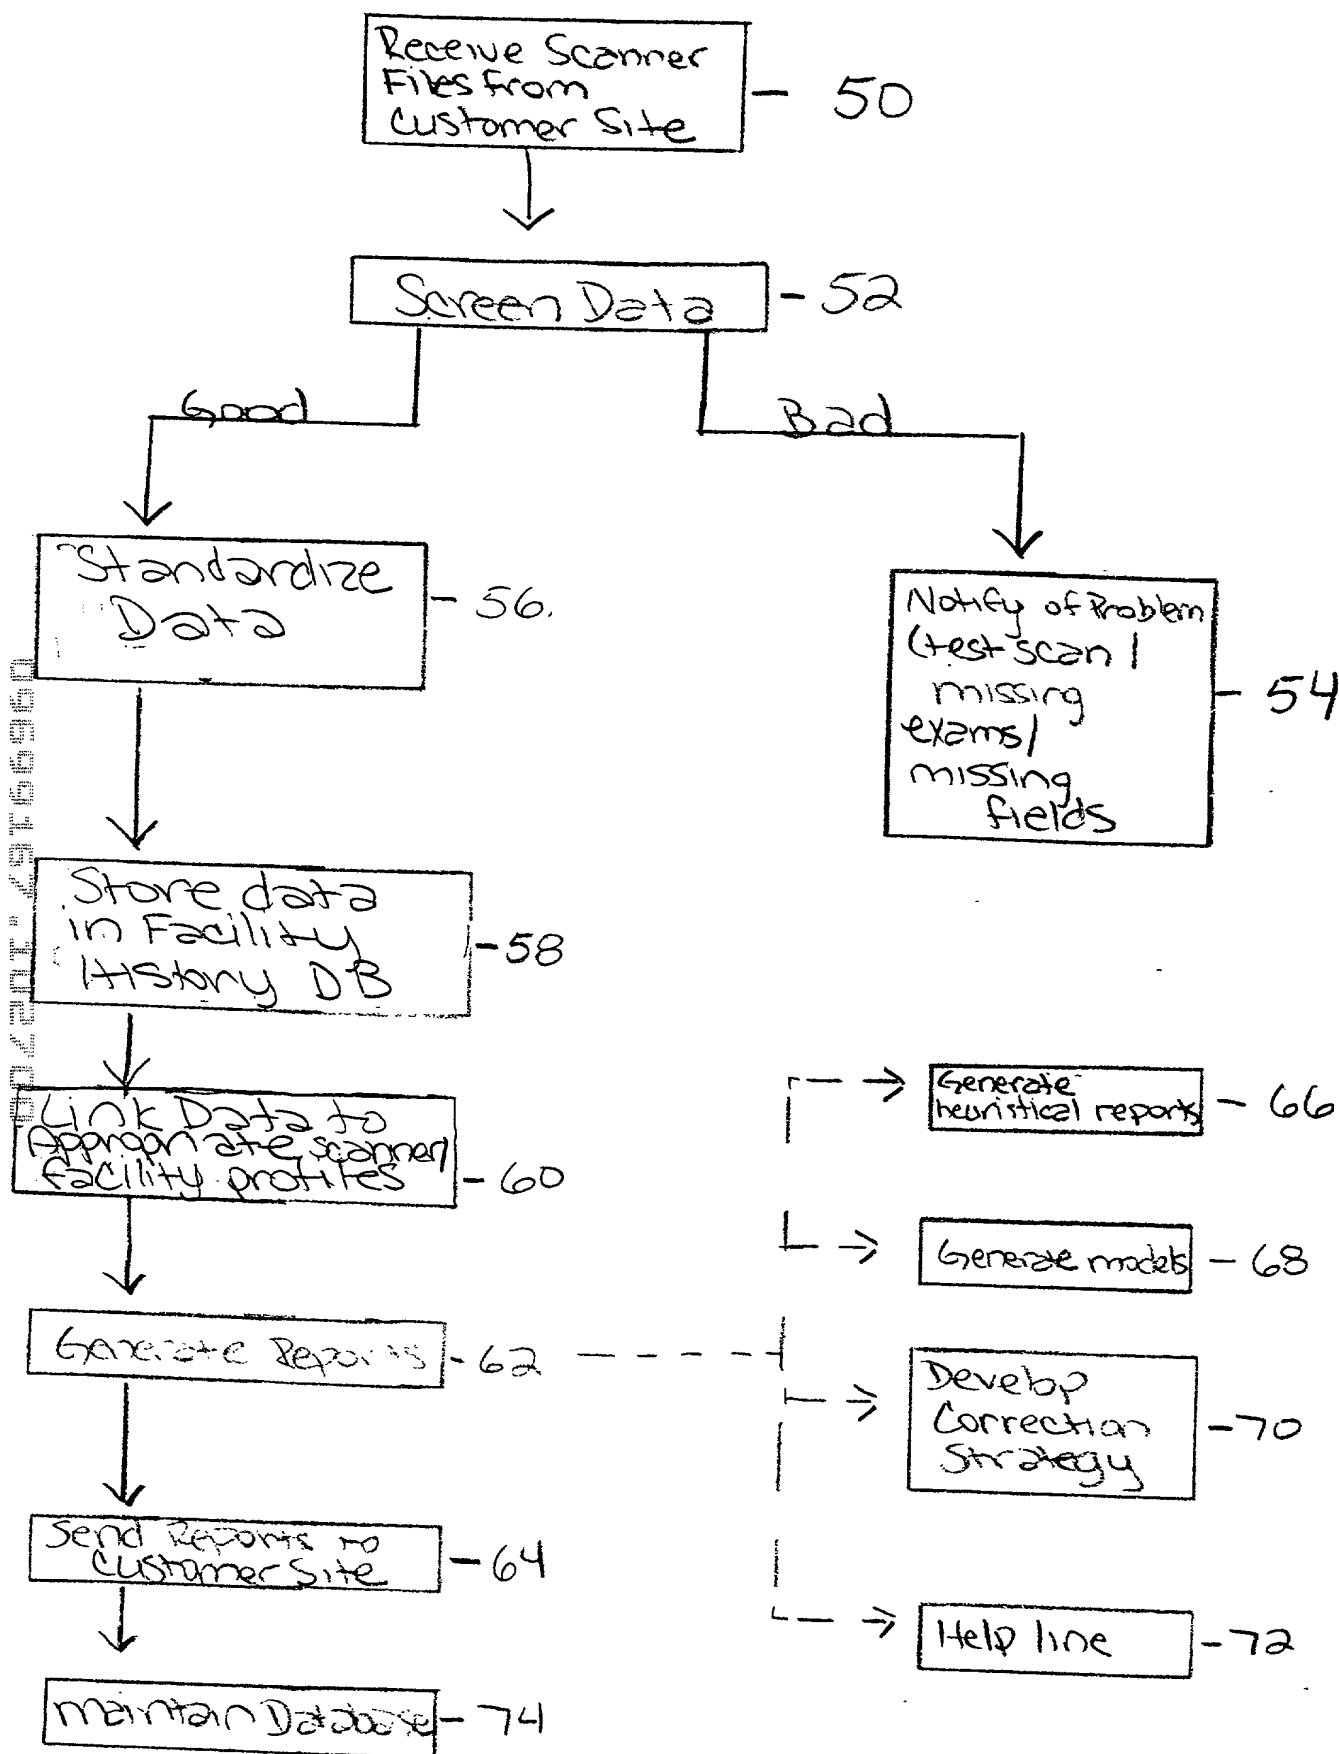 Receive Scanner
Files from
Customer Site
- 50
Screen Data
- 52
Good
Bad
Standardize
Data
- 56.
Notify of Problem
(test scan /
missing
exams/
missing
fields
- 54
Store data
in Facility
History DB
- 58
Link Data to
Appropriate scanner/
facility profiles
- 60
Generate
heuristical reports
- 66
Generate models
- 68
Generate Reports
- 62
Develop
Correction
Strategy
- 70
Send Reports to
Customer Site
- 64
Help line
- 72
maintain Database
- 74